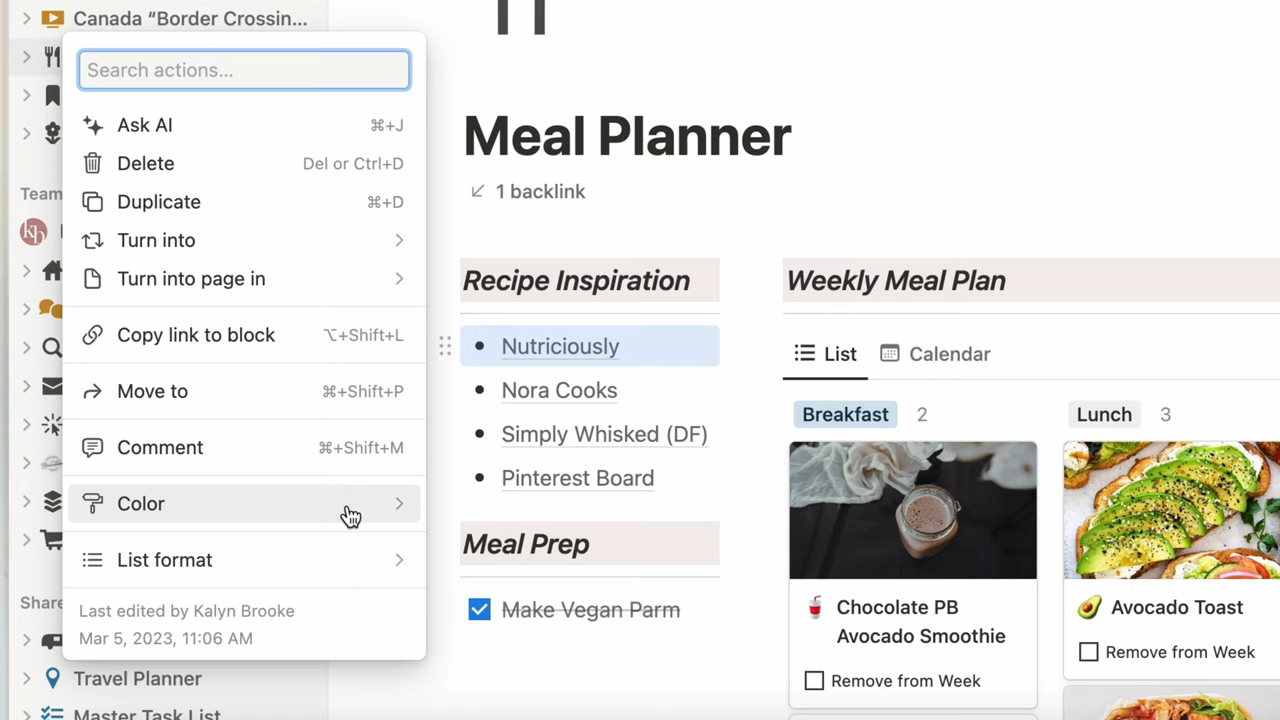 Canada “Border Crossin...
Search actions...
Ask AI ⌘+J
Delete Del or Ctrl+D
Duplicate ⌘+D
Turn into
Turn into page in
Copy link to block ⌥+Shift+L
Move to ⌘+Shift+P
Comment ⌘+Shift+M
Color
List format
Last edited by Kalyn Brooke
Mar 5, 2023, 11:06 AM
Team
kb
Share
Travel Planner
Master Task List
Meal Planner
1 backlink
Recipe Inspiration
Nutriciously
Nora Cooks
Simply Whisked (DF)
Pinterest Board
Meal Prep
Make Vegan Parm
Weekly Meal Plan
List Calendar
Breakfast 2
Chocolate PB
Avocado Smoothie
Remove from Week
Lunch 3
Avocado Toast
Remove from Week